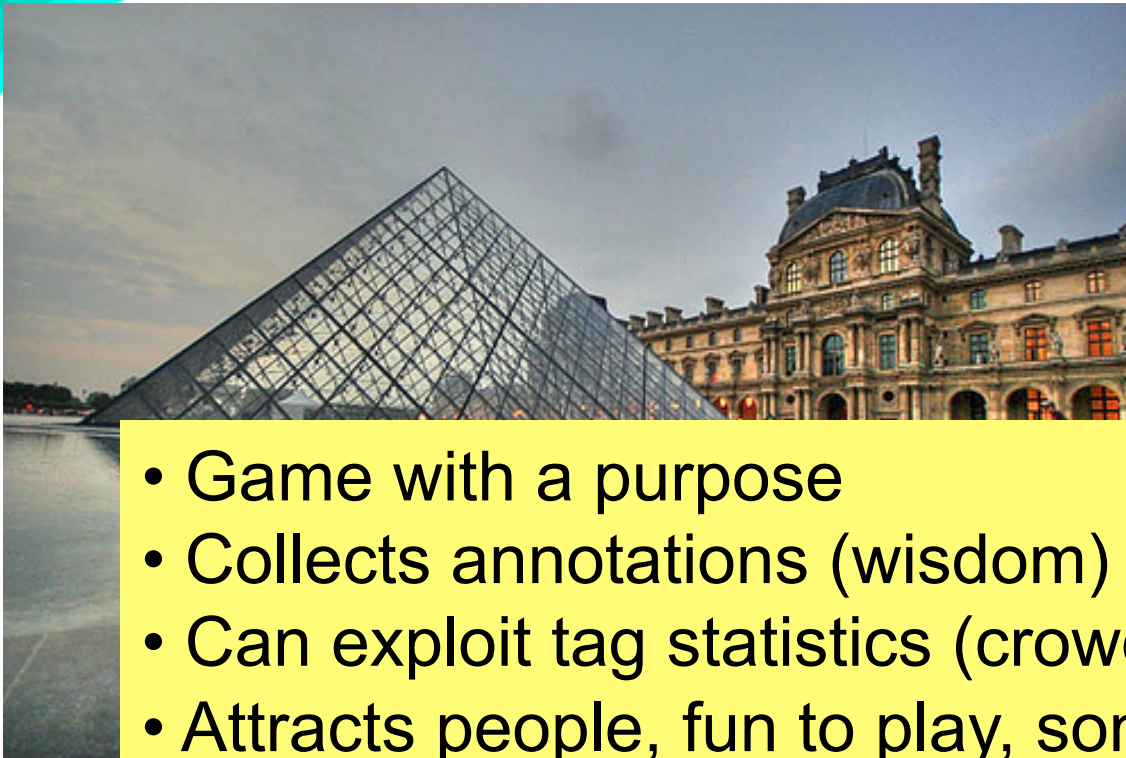 • Game with a purpose
• Collects annotations (wisdom)
• Can exploit tag statistics
• Attracts people, fun to play,